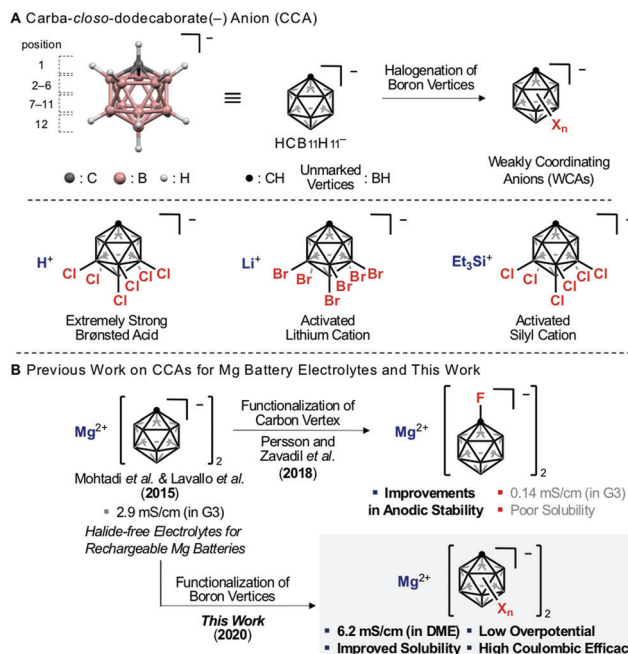 A Carba-closo-dodecaborate(–) Anion (CCA)
position
1
2–6
7–11
12
–
≡
HCB11H11–
–
Halogenation of
Boron Vertices
–
Xn
Weakly Coordinating
Anions (WCAs)
: C : B : H
: CH Unmarked Vertices : BH
H+
–
Cl Cl Cl Cl Cl Cl
Extremely Strong
Brønsted Acid
Li+
–
Br Br Br Br Br Br
Activated
Lithium Cation
Et3Si+
–
Cl Cl Cl Cl Cl Cl
Activated
Silyl Cation
B Previous Work on CCAs for Mg Battery Electrolytes and This Work
Mg2+
–
2
Mohtadi et al. & Lavallo et al.
(2015)
2.9 mS/cm (in G3)
Halide-free Electrolytes for
Rechargeable Mg Batteries
Functionalization of
Carbon Vertex
Persson and
Zavadil et al.
(2018)
Mg2+
F
–
2
Improvements
in Anodic Stability
0.14 mS/cm (in G3)
Poor Solubility
Functionalization of
Boron Vertices
This Work
(2020)
Mg2+
–
Xn
2
6.2 mS/cm (in DME) Low Overpotential
Improved Solubility High Coulombic Efficac